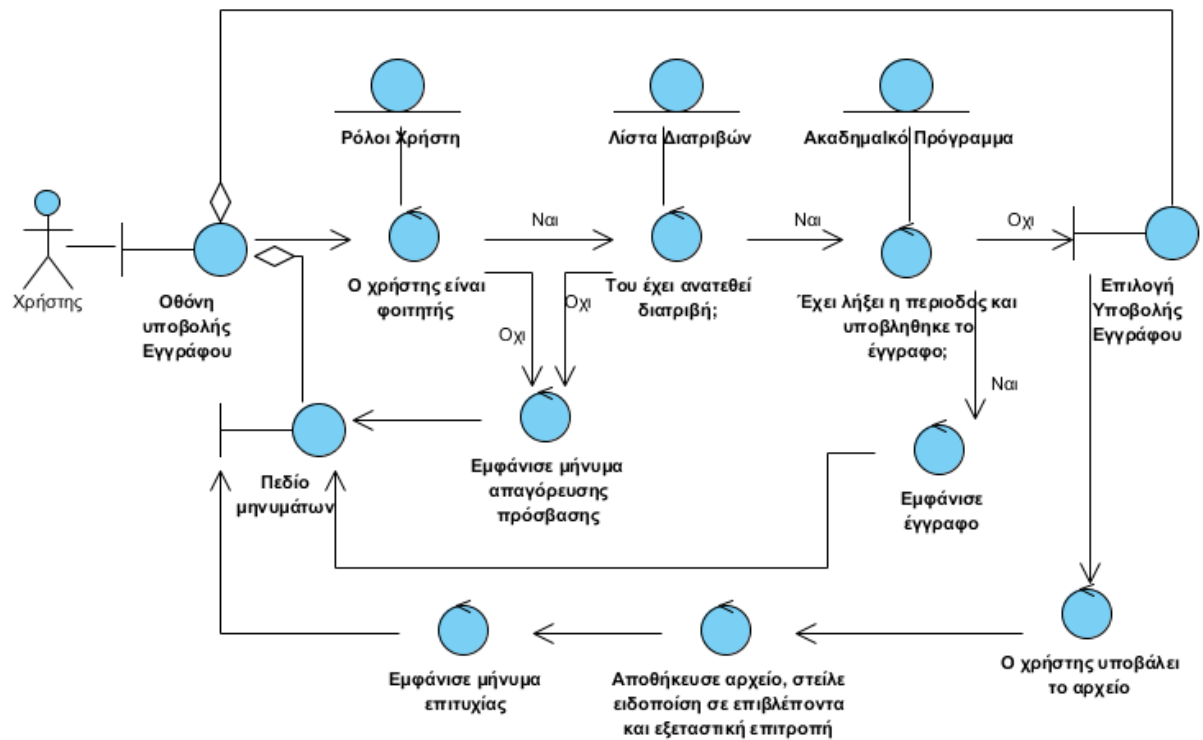 Ρόλοι Χρήστη
Λίστα Διατριβών
ΑκαδημαΙκό Πρόγραμμα
Χρήστης
Οθόνη
υποβολής
Εγγράφου
Ο χρήστης είναι
φοιτητής
Ναι
Οχι
Του έχει ανατεθεί
διατριβή;
Οχι
Ναι
Έχει λήξει η περιοδος και
υποβληθηκε το
έγγραφο;
Οχι
Ναι
Επιλογή
Υποβολής
Εγγράφου
Πεδίο
μηνυμάτων
Εμφάνισε μήνυμα
απαγόρευσης
πρόσβασης
Εμφάνισε
έγγραφο
Εμφάνισε μήνυμα
επιτυχίας
Αποθήκευσε αρχείο, στείλε
ειδοποίση σε επιβλέποντα
και εξεταστική επιτροπή
Ο χρήστης υποβάλει
το αρχείο